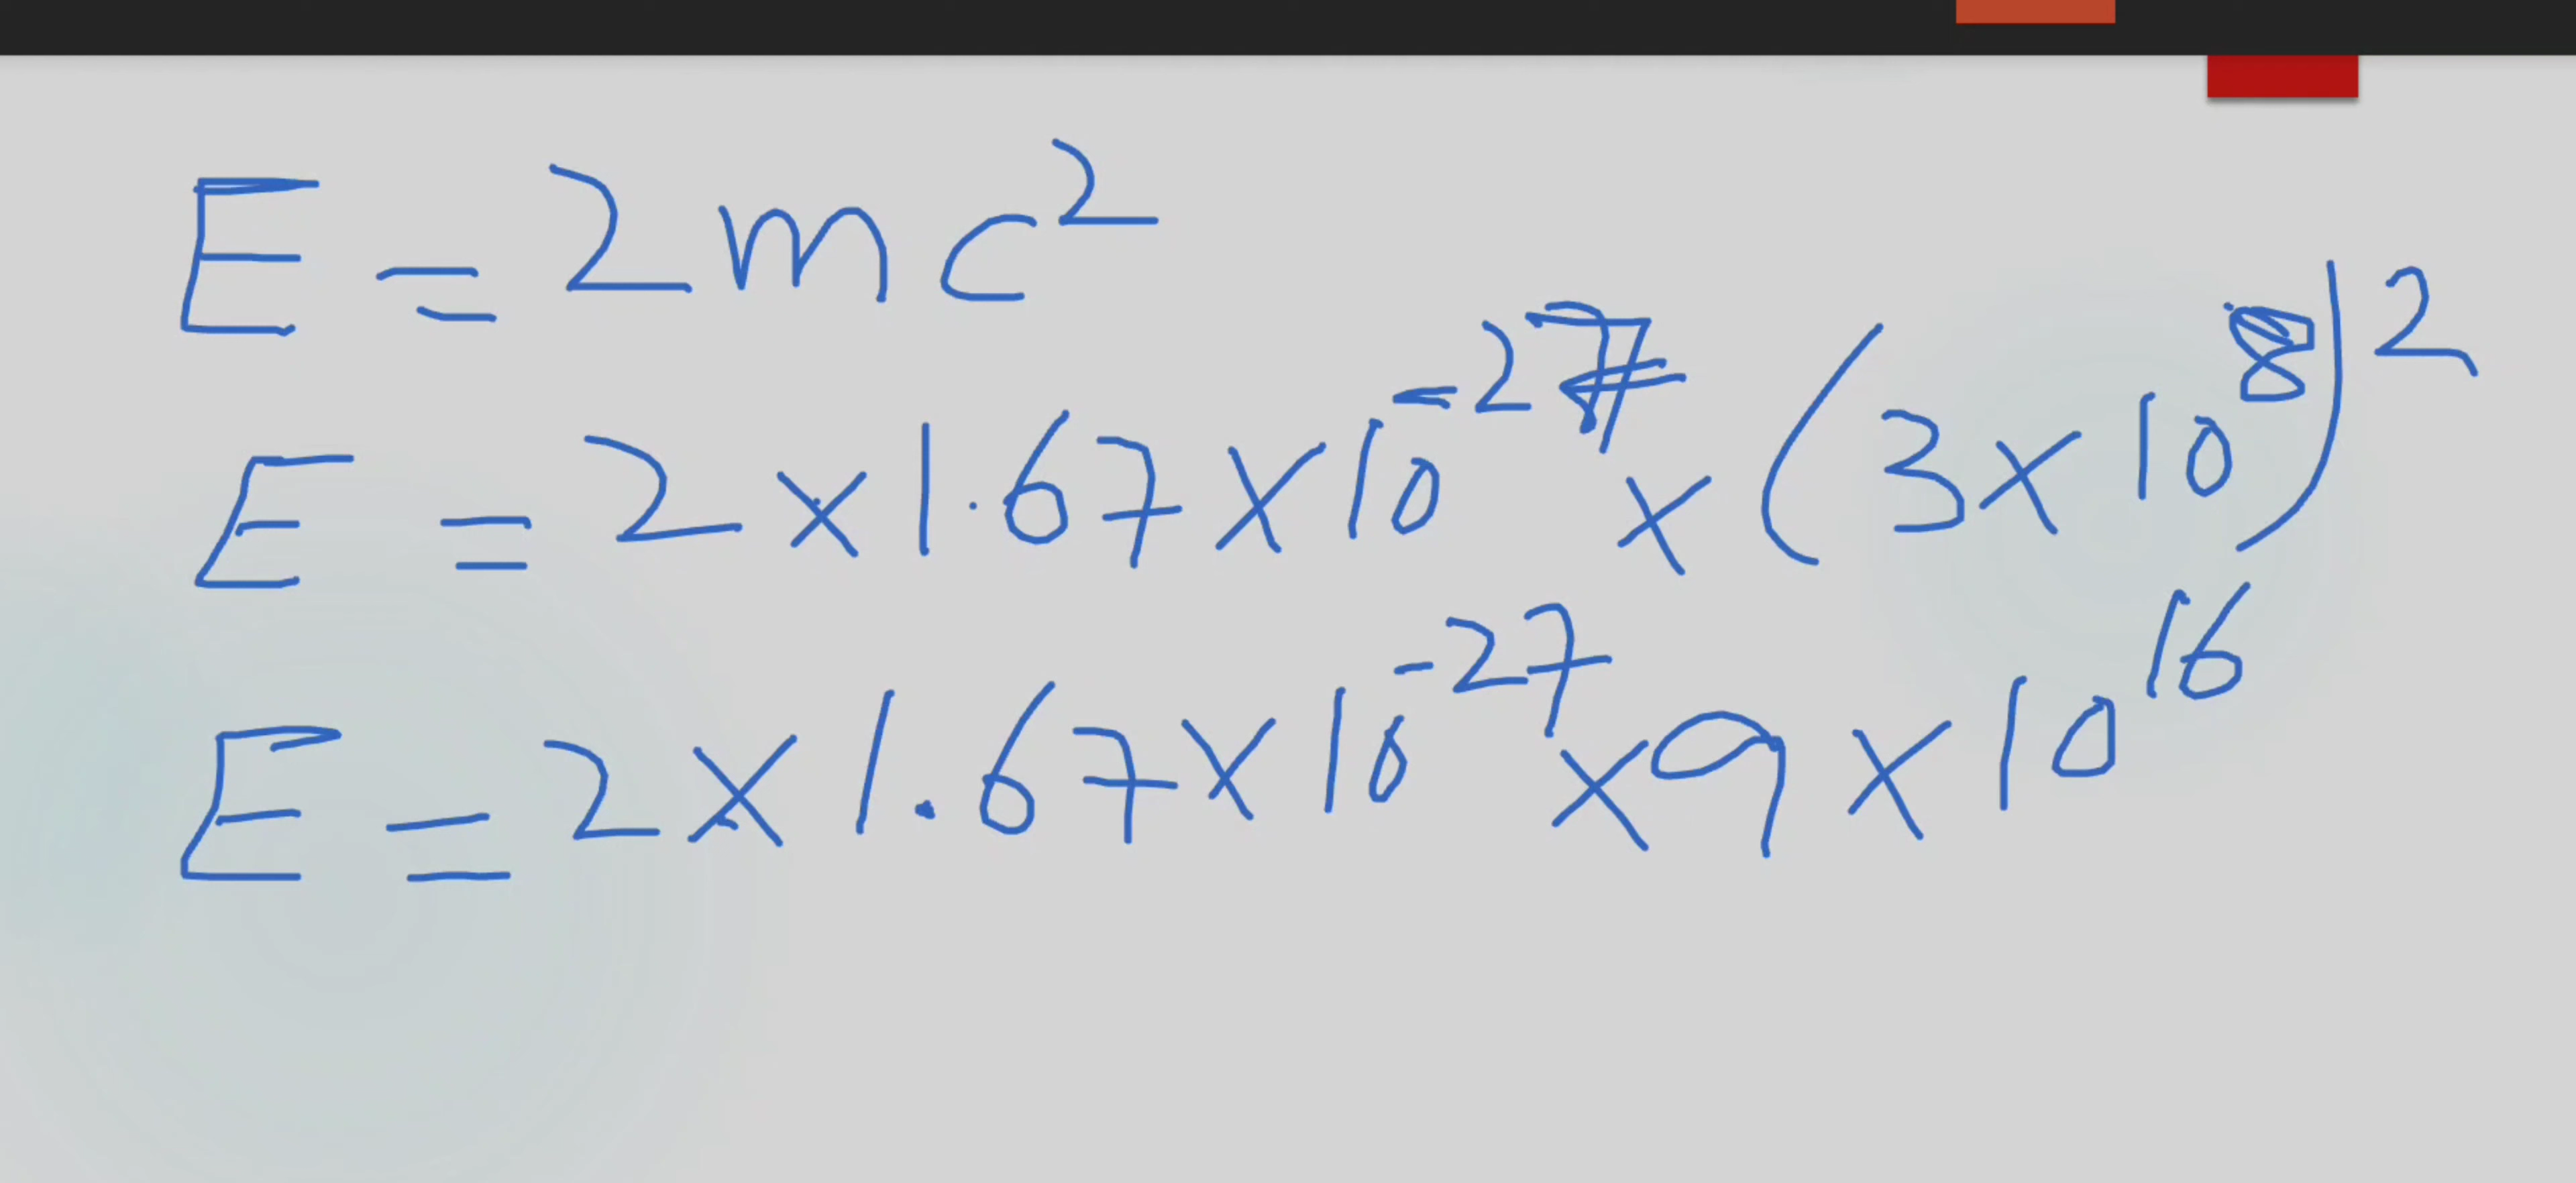 E = 2mc²
E = 2 × 1.67 × 10⁻²⁷ × (3 × 10⁸)²
E = 2 × 1.67 × 10⁻²⁷ × 9 × 10¹⁶